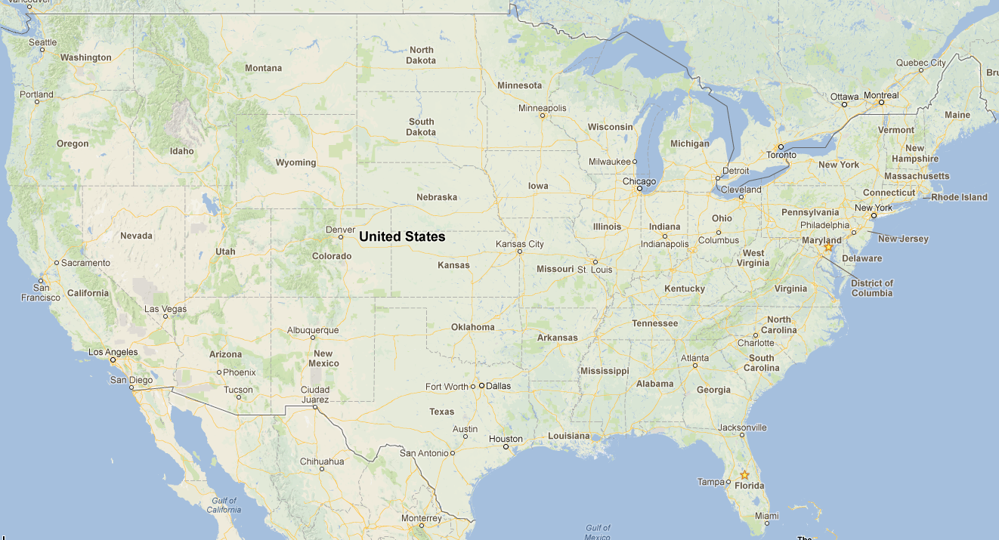 Vancouver
Seattle
Washington
Portland
Oregon
Idaho
Montana
Wyoming
North
Dakota
South
Dakota
Minnesota
Minneapolis
Wisconsin
Milwaukee
Chicago
Michigan
Detroit
Cleveland
Toronto
Ottawa
Montreal
Quebec City
Bru
Maine
Vermont
New
Hampshire
New York
Massachusetts
Connecticut
Rhode Island
New York
Pennsylvania
Philadelphia
New Jersey
Maryland
Delaware
District of
Columbia
Iowa
Nebraska
Illinois
Indiana
Indianapolis
Ohio
Columbus
West
Virginia
Virginia
Kentucky
Nevada
Utah
Denver
Colorado
United States
Kansas City
Kansas
Missouri
St. Louis
Sacramento
San
Francisco
California
Las Vegas
Los Angeles
San Diego
Arizona
Phoenix
Tucson
Albuquerque
New
Mexico
Ciudad
Juarez
Chihuahua
Oklahoma
Arkansas
Tennessee
North
Carolina
Charlotte
South
Carolina
Atlanta
Georgia
Alabama
Mississippi
Fort Worth
Dallas
Texas
Austin
Houston
San Antonio
Louisiana
Jacksonville
Tampa
Florida
Miami
Monterrey
Gulf of
California
Gulf of
Mexico
The